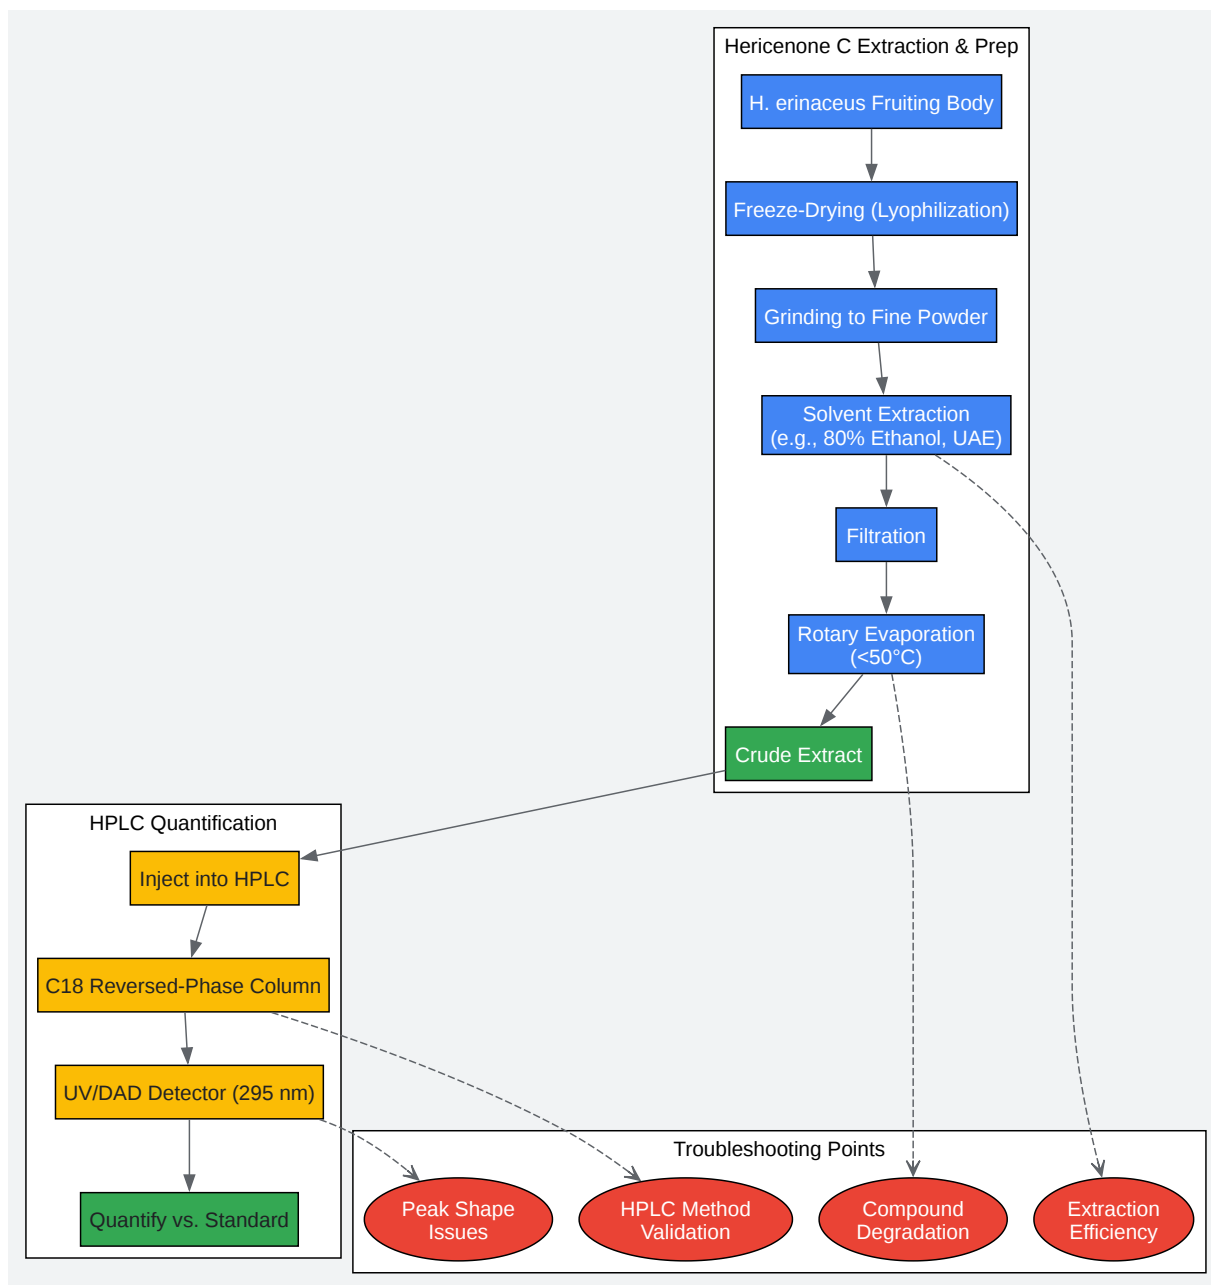 Hericenone C Extraction & Prep
H. erinaceus Fruiting Body
Freeze-Drying (Lyophilization)
Grinding to Fine Powder
Solvent Extraction
(e.g., 80% Ethanol, UAE)
Filtration
Rotary Evaporation
(<50°C)
Crude Extract
HPLC Quantification
Inject into HPLC
C18 Reversed-Phase Column
UV/DAD Detector (295 nm)
Quantify vs. Standard
Troubleshooting Points
Peak Shape
Issues
HPLC Method
Validation
Compound
Degradation
Extraction
Efficiency